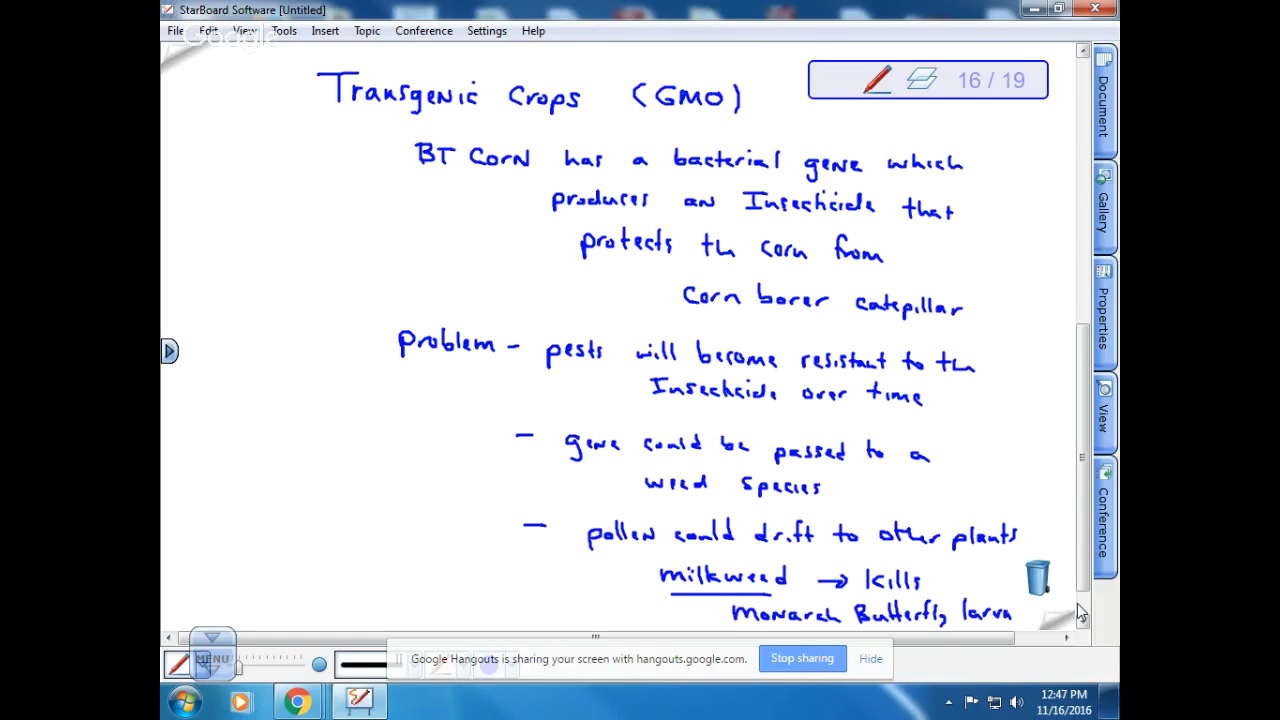 StarBoard Software [Untitled]
File Edit View Tools Insert Topic Conference Settings Help
Google
16 / 19
Transgenic Crops (GMO)
BT Corn has a bacterial gene which
produces an Insecticide that
protects th corn from
corn borer catepillar
problem - pests will become resistant to th
Insecticide over time
- gene could be passed to a
weed species
- pollen could drift to other plants
milkweed → kills
Monarch Butterfly larva
Document
Gallery
Properties
View
Conference
MENU
Google Hangouts is sharing your screen with hangouts.google.com.
Stop sharing
Hide
12:47 PM
11/16/2016